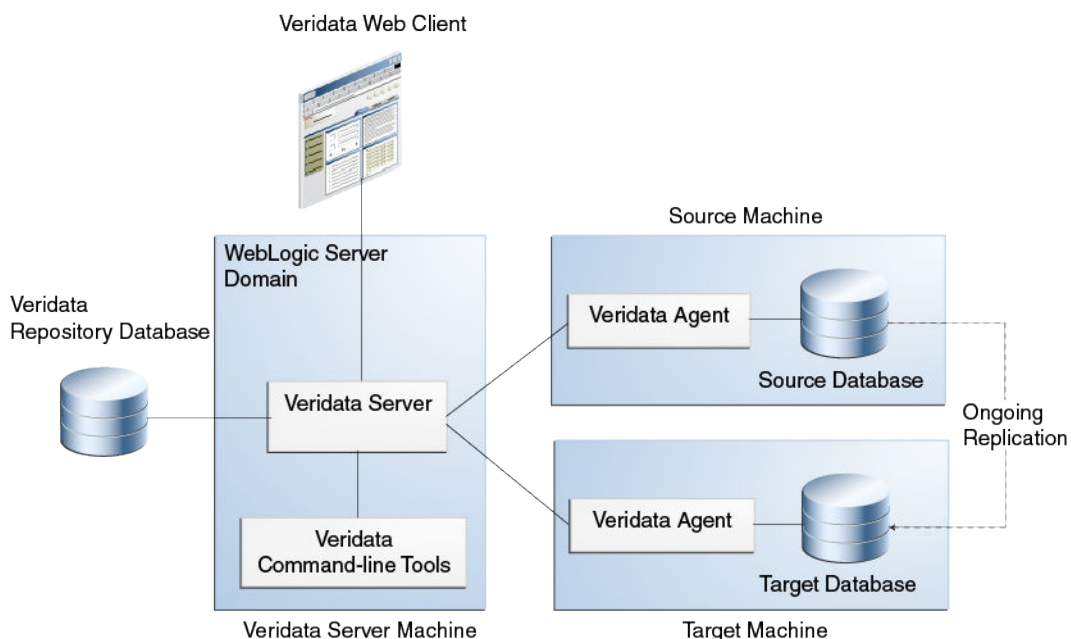 Veridata Web Client
Source Machine
WebLogic Server
Domain
Veridata
Repository Database
Veridata Agent
Source Database
Veridata Server
Ongoing
Replication
Veridata Agent
Veridata
Command-line Tools
Target Database
Veridata Server Machine
Target Machine